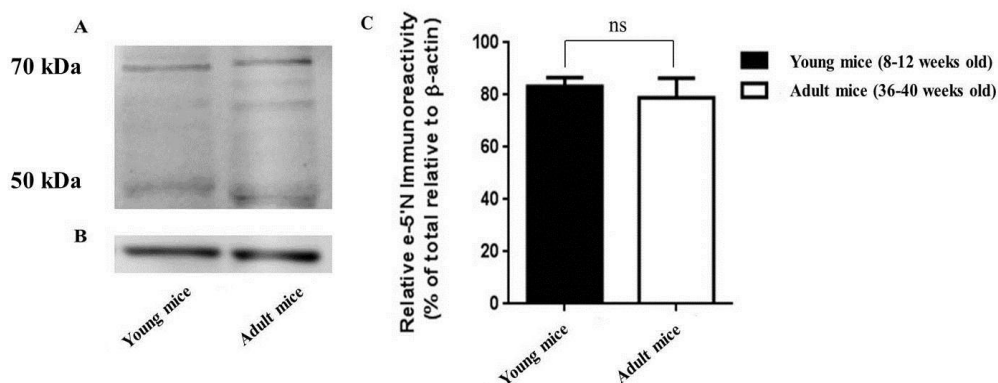 A
70 kDa
50 kDa
B
Young mice
Adult mice
C
Relative e-5'N Immunoreactivity
(% of total relative to β-actin)
100
80
60
40
20
0
ns
Young mice
Adult mice
Young mice (8-12 weeks old)
Adult mice (36-40 weeks old)